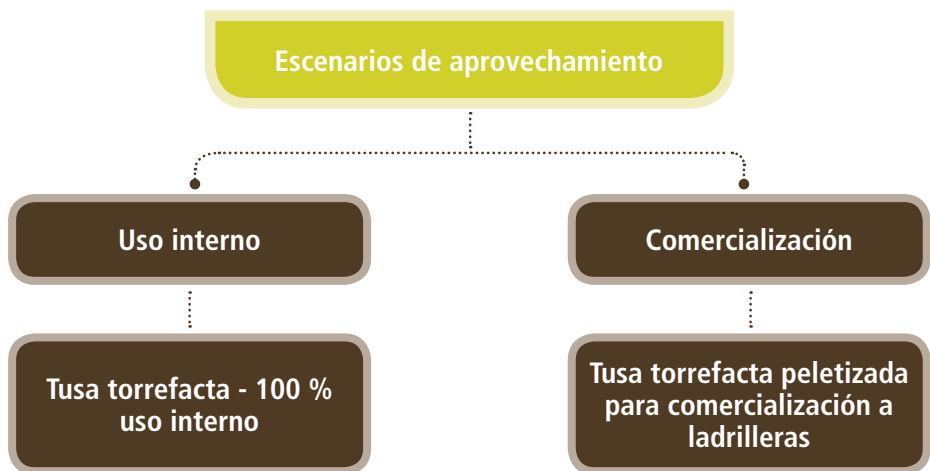 Escenarios de aprovechamiento
Uso interno
Comercialización
Tusa torrefacta - 100 %
uso interno
Tusa torrefacta peletizada
para comercialización a
ladrilleras